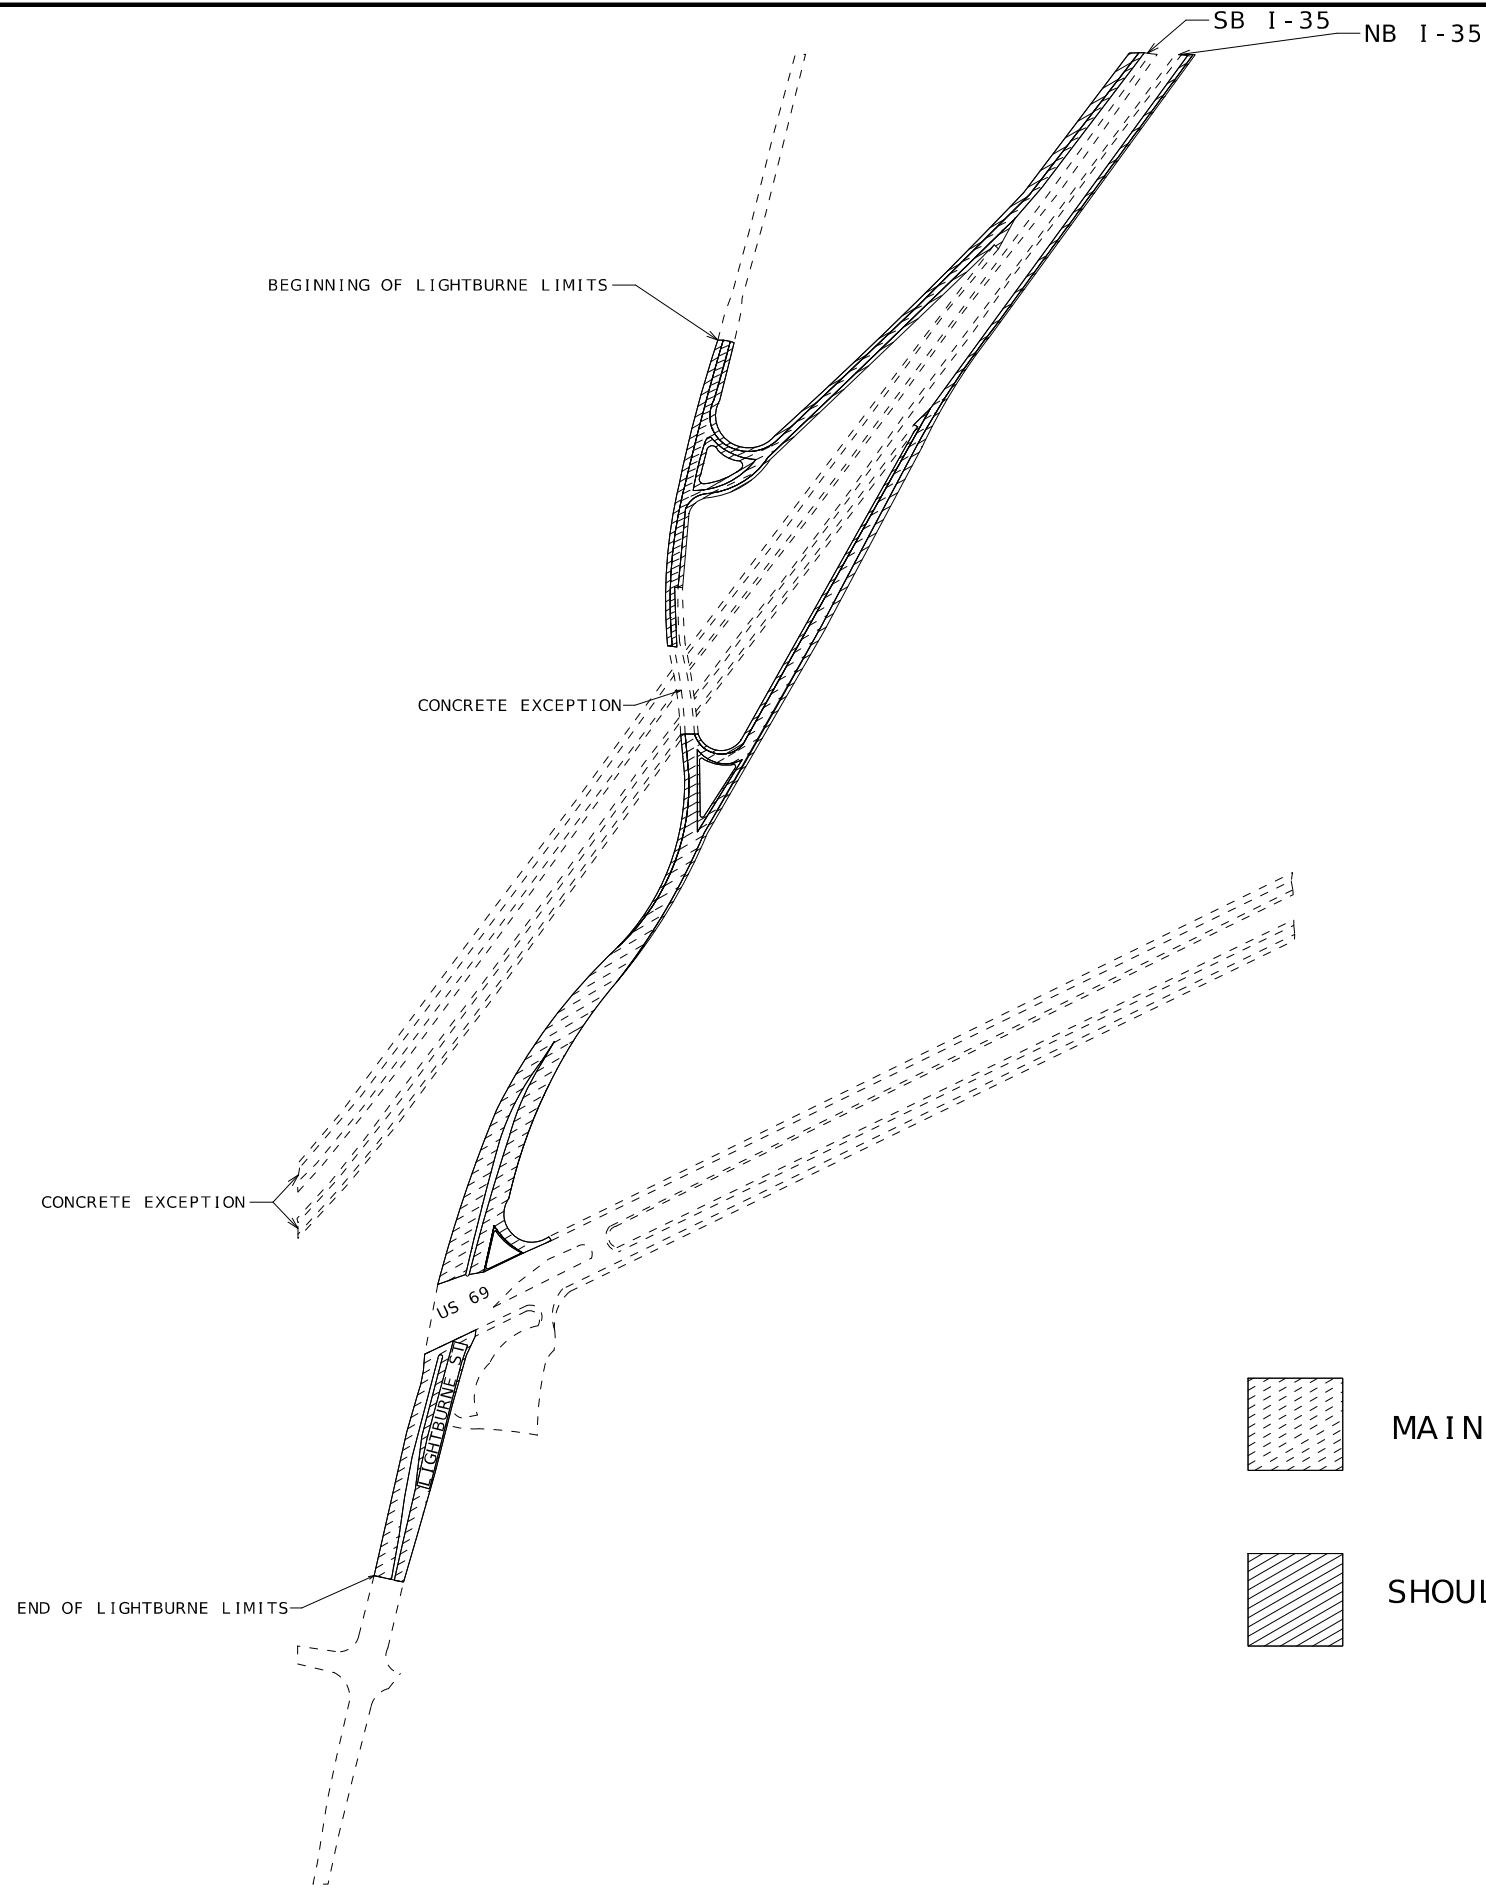 SB I-35
NB I-35
BEGINNING OF LIGHTBURNE LIMITS
CONCRETE EXCEPTION
CONCRETE EXCEPTION
US 69
LIGHTBURNE ST
MAIN
SHOUL
END OF LIGHTBURNE LIMITS